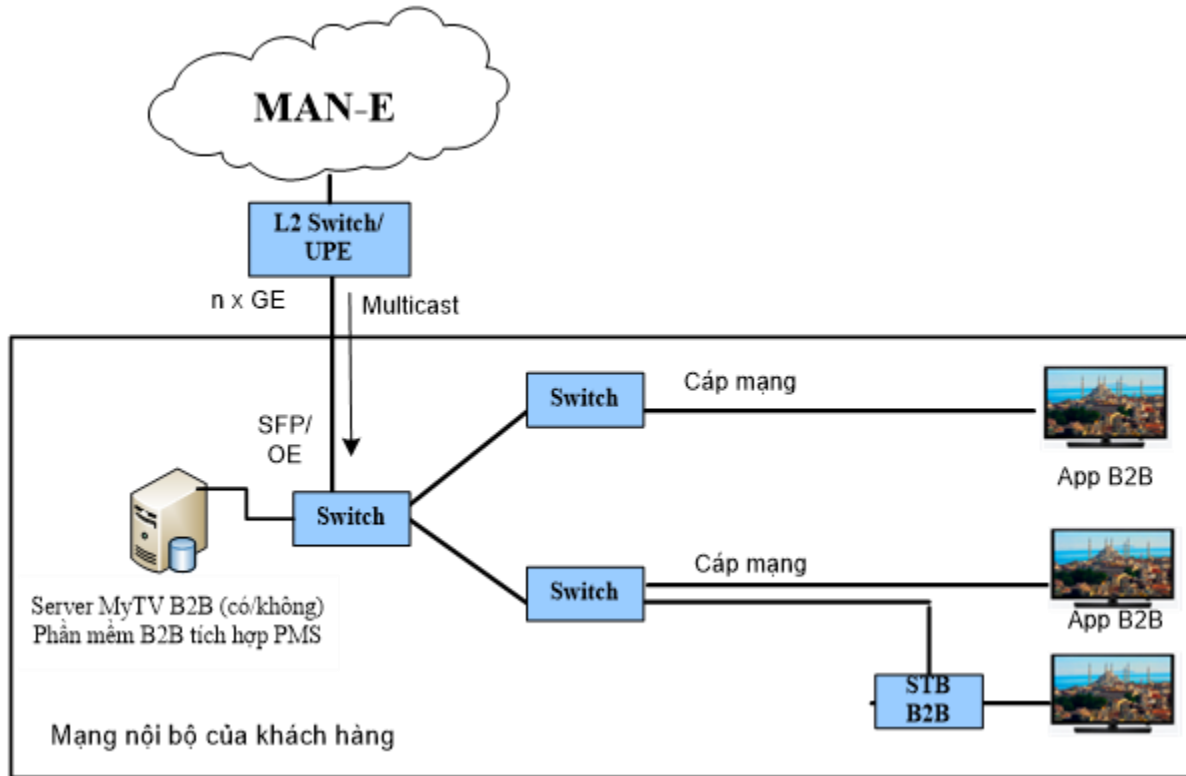 MAN-E
L2 Switch/
UPE
n x GE
Multicast
SFP/
OE
Switch
Cáp mạng
App B2B
Switch
Server MyTV B2B (có/không)
Phần mềm B2B tích hợp PMS
Switch
Cáp mạng
App B2B
STB
B2B
Mạng nội bộ của khách hàng